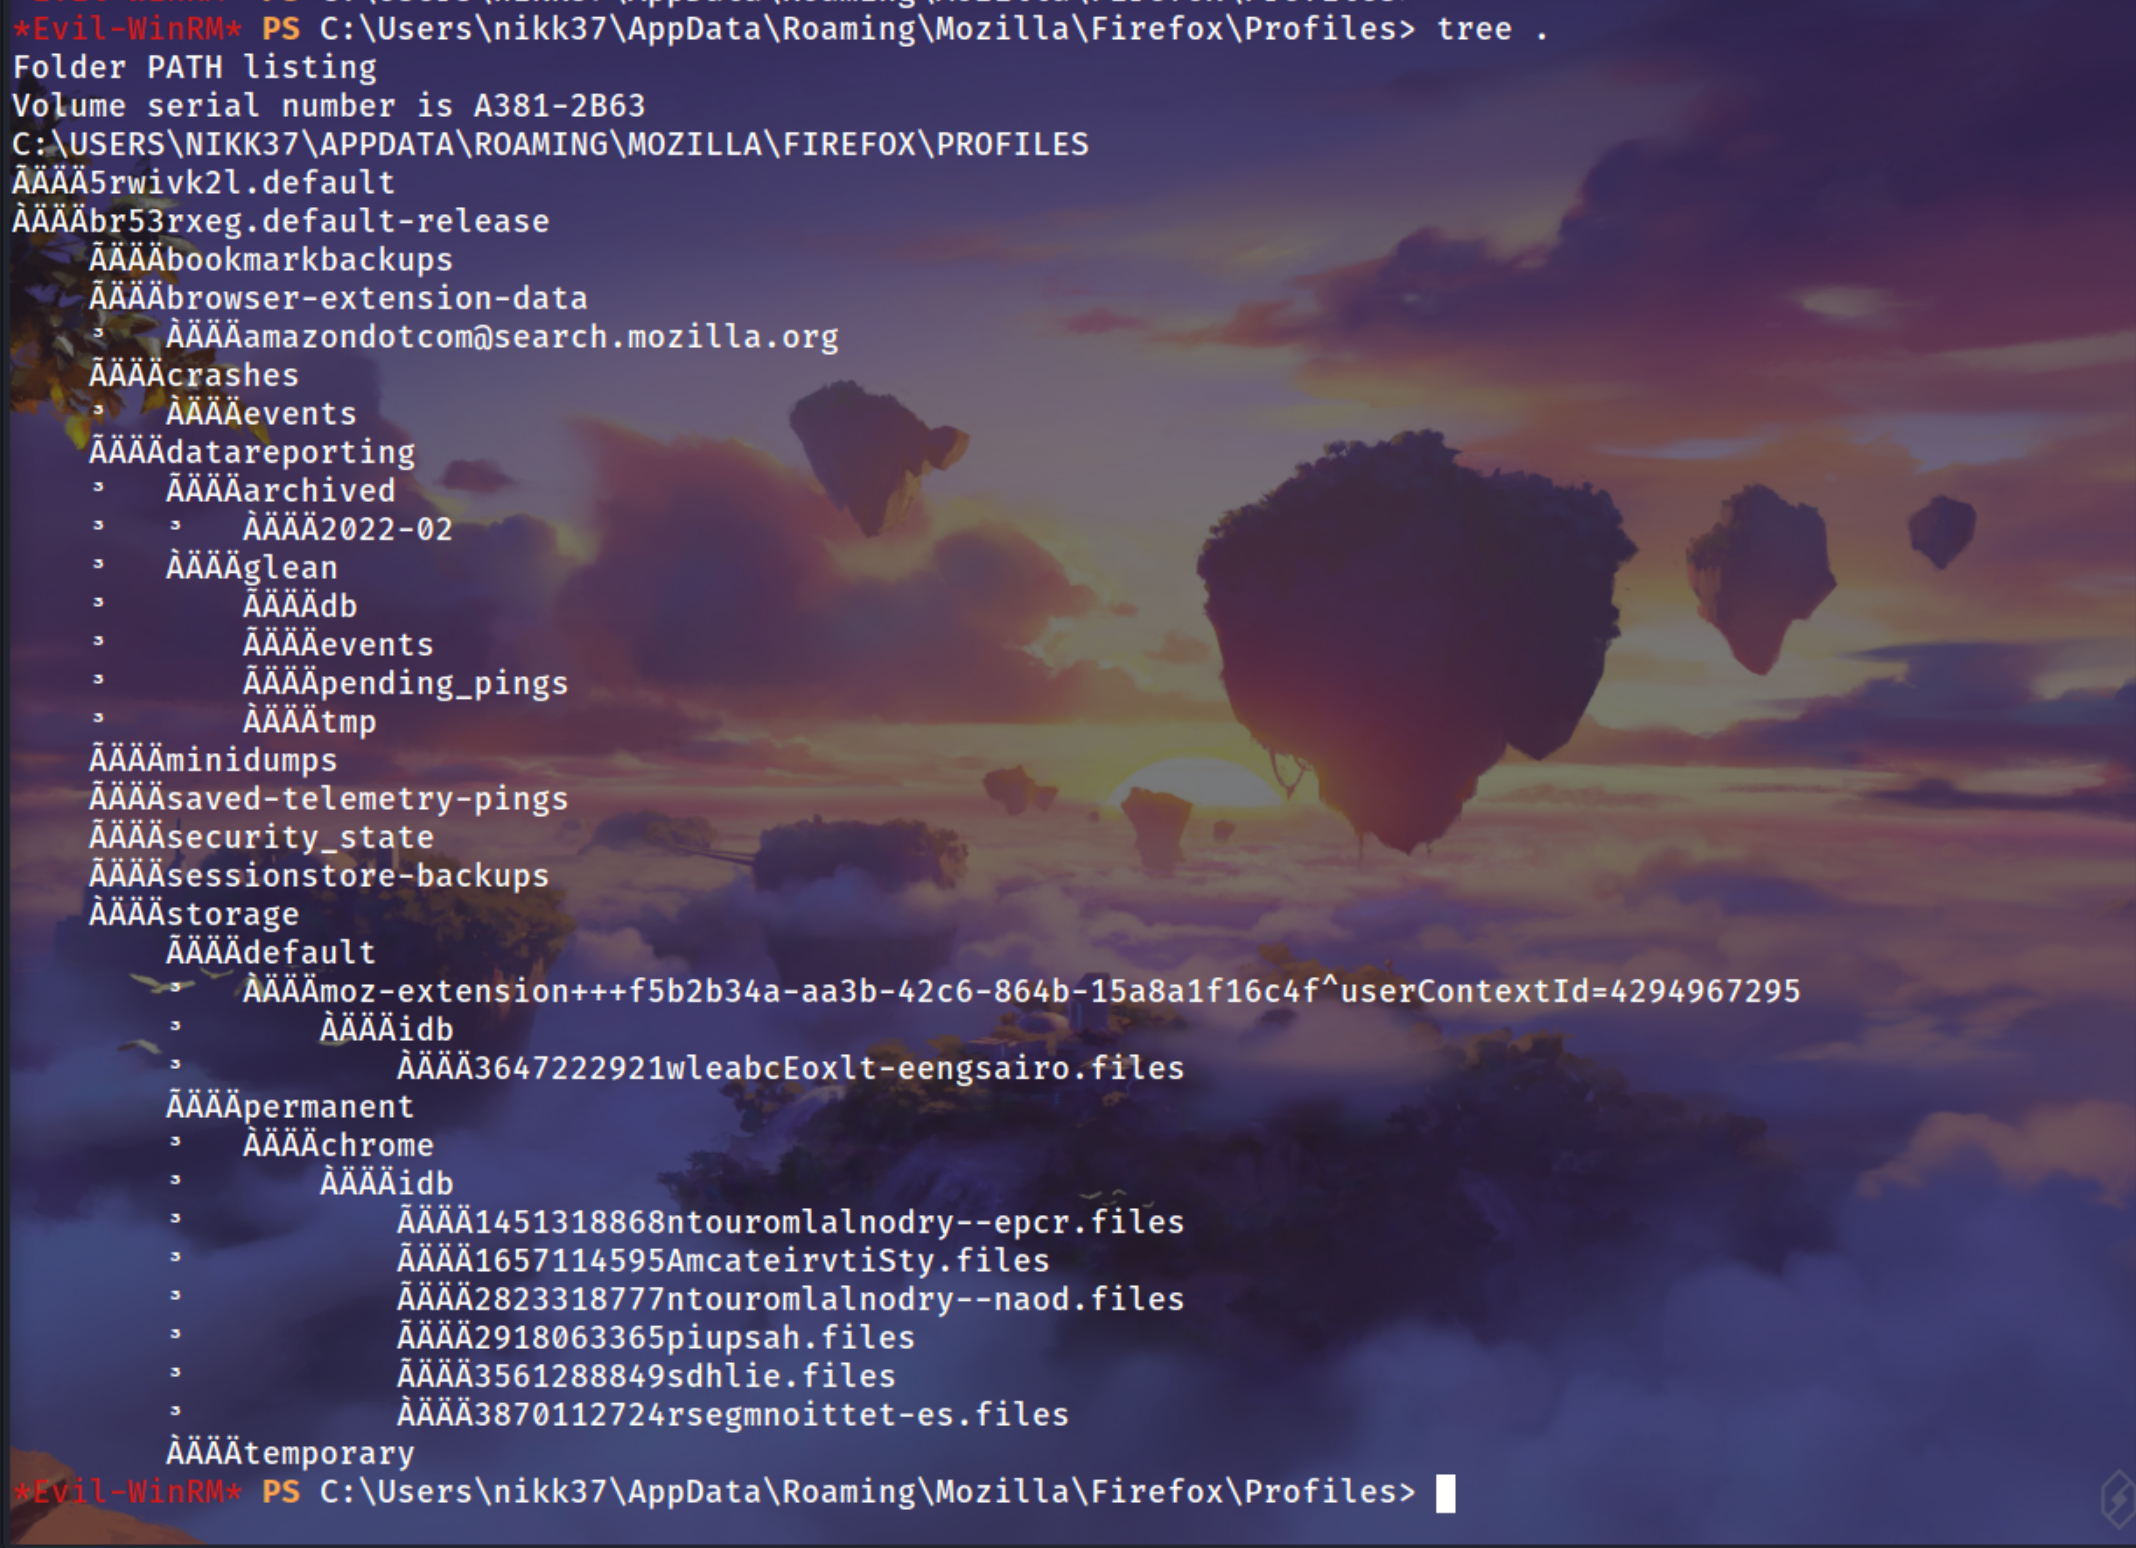 *Evil-WinRM* PS C:\Users\nikk37\AppData\Roaming\Mozilla\Firefox\Profiles> tree .
Folder PATH listing
Volume serial number is A381-2B63
C:\USERS\NIKK37\APPDATA\ROAMING\MOZILLA\FIREFOX\PROFILES
ÃÄÄÄ5rwivk2l.default
ÀÄÄÄbr53rxeg.default-release
    ÃÄÄÄbookmarkbackups
    ÃÄÄÄbrowser-extension-data
    ³   ÀÄÄÄamazondotcom@search.mozilla.org
    ÃÄÄÄcrashes
    ³   ÀÄÄÄevents
    ÃÄÄÄdatareporting
    ³   ÃÄÄÄarchived
    ³   ³   ÀÄÄÄ2022-02
    ³   ÀÄÄÄglean
    ³       ÃÄÄÄdb
    ³       ÃÄÄÄevents
    ³       ÃÄÄÄpending_pings
    ³       ÀÄÄÄtmp
    ÃÄÄÄminidumps
    ÃÄÄÄsaved-telemetry-pings
    ÃÄÄÄsecurity_state
    ÃÄÄÄsessionstore-backups
    ÀÄÄÄstorage
        ÃÄÄÄdefault
        ³   ÀÄÄÄmoz-extension+++f5b2b34a-aa3b-42c6-864b-15a8a1f16c4f^userContextId=4294967295
        ³       ÀÄÄÄidb
        ³           ÀÄÄÄ3647222921wleabcEoxlt-eengsairo.files
        ÃÄÄÄpermanent
        ³   ÀÄÄÄchrome
        ³       ÀÄÄÄidb
        ³           ÃÄÄÄ1451318868ntouromlalnodry--epcr.files
        ³           ÃÄÄÄ1657114595AmcateirvtiSty.files
        ³           ÃÄÄÄ2823318777ntouromlalnodry--naod.files
        ³           ÃÄÄÄ2918063365piupsah.files
        ³           ÃÄÄÄ3561288849sdhlie.files
        ³           ÀÄÄÄ3870112724rsegmnoittet-es.files
        ÀÄÄÄtemporary
*Evil-WinRM* PS C:\Users\nikk37\AppData\Roaming\Mozilla\Firefox\Profiles>